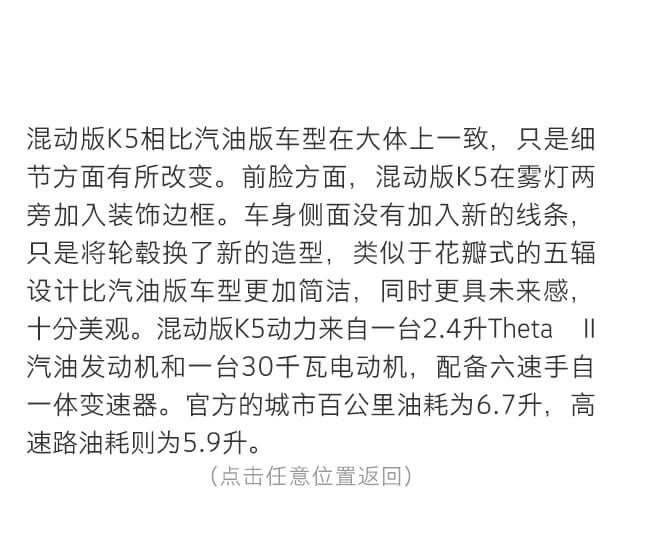 混动版K5相比汽油版车型在大体上一致，只是细
节方面有所改变。前脸方面，混动版K5在雾灯两
旁加入装饰边框。车身侧面没有加入新的线条，
只是将轮毂换了新的造型，类似于花瓣式的五辐
设计比汽油版车型更加简洁，同时更具未来感，
十分美观。混动版K5动力来自一台2.4升Theta　II
汽油发动机和一台30千瓦电动机，配备六速手自
一体变速器。官方的城市百公里油耗为6.7升，高
速路油耗则为5.9升。
（点击任意位置返回）